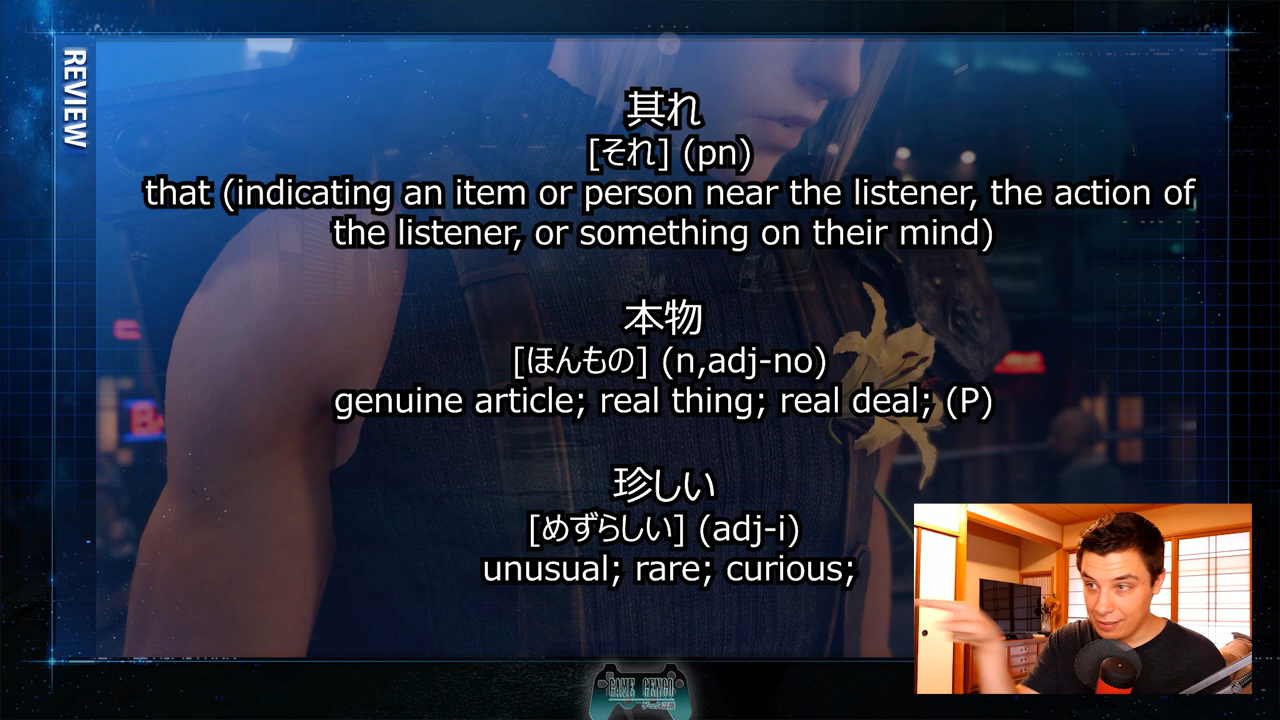 REVIEW
其れ
[それ] (pn)
that (indicating an item or person near the listener, the action of
the listener, or something on their mind)
本物
[ほんもの] (n,adj-no)
genuine article; real thing; real deal; (P)
珍しい
[めずらしい] (adj-i)
unusual; rare; curious;
GAME GENGO